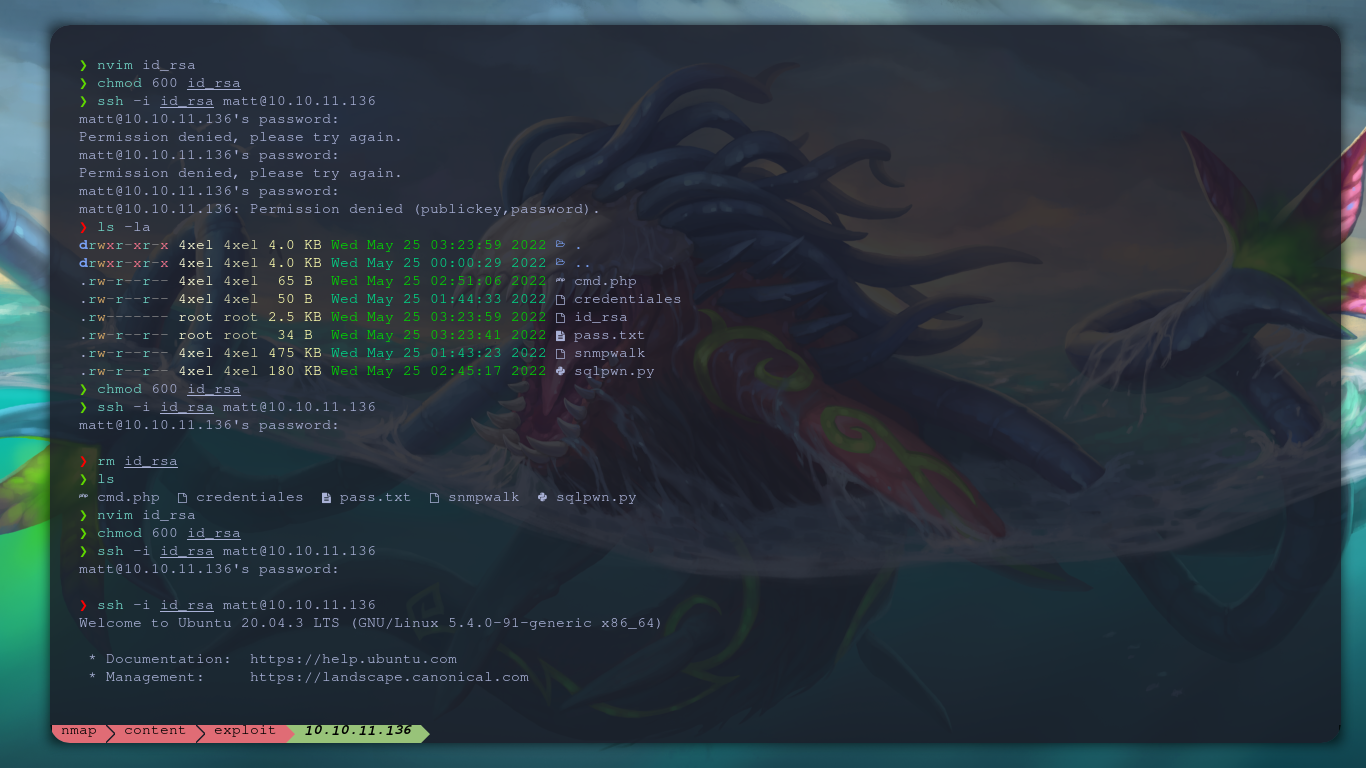 ❯ nvim id_rsa
❯ chmod 600 id_rsa
❯ ssh -i id_rsa matt@10.10.11.136
matt@10.10.11.136's password:
Permission denied, please try again.
matt@10.10.11.136's password:
Permission denied, please try again.
matt@10.10.11.136's password:
matt@10.10.11.136: Permission denied (publickey,password).
❯ ls -la
drwxr-xr-x 4xel 4xel 4.0 KB Wed May 25 03:23:59 2022 .
drwxr-xr-x 4xel 4xel 4.0 KB Wed May 25 00:00:29 2022 ..
.rw-r--r-- 4xel 4xel 65 B Wed May 25 02:51:06 2022 cmd.php
.rw-r--r-- 4xel 4xel 50 B Wed May 25 01:44:33 2022 credentiales
.rw------- root root 2.5 KB Wed May 25 03:23:59 2022 id_rsa
.rw-r--r-- root root 34 B Wed May 25 03:23:41 2022 pass.txt
.rw-r--r-- 4xel 4xel 475 KB Wed May 25 01:43:23 2022 snmpwalk
.rw-r--r-- 4xel 4xel 180 KB Wed May 25 02:45:17 2022 sqlpwn.py
❯ chmod 600 id_rsa
❯ ssh -i id_rsa matt@10.10.11.136
matt@10.10.11.136's password:
❯ rm id_rsa
❯ ls
cmd.php credentiales pass.txt snmpwalk sqlpwn.py
❯ nvim id_rsa
❯ chmod 600 id_rsa
❯ ssh -i id_rsa matt@10.10.11.136
matt@10.10.11.136's password:
❯ ssh -i id_rsa matt@10.10.11.136
Welcome to Ubuntu 20.04.3 LTS (GNU/Linux 5.4.0-91-generic x86_64)
* Documentation: https://help.ubuntu.com
* Management: https://landscape.canonical.com
nmap content exploit 10.10.11.136